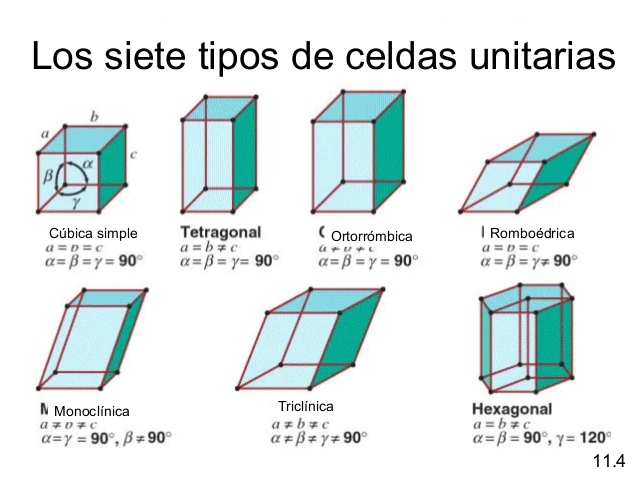 Los siete tipos de celdas unitarias
a b c α β γ
Cúbica simple
a = b = c
α = β = γ = 90°
Tetragonal
a = b ≠ c
α = β = γ = 90°
Ortorrómbica
a ≠ b ≠ c
α = β = γ = 90°
Romboédrica
a = b = c
α = β = γ ≠ 90°
Monoclínica
a ≠ b ≠ c
α = γ = 90°, β ≠ 90°
Triclínica
a ≠ b ≠ c
α ≠ β ≠ γ ≠ 90°
Hexagonal
a = b ≠ c
α = β = 90°, γ = 120°
11.4